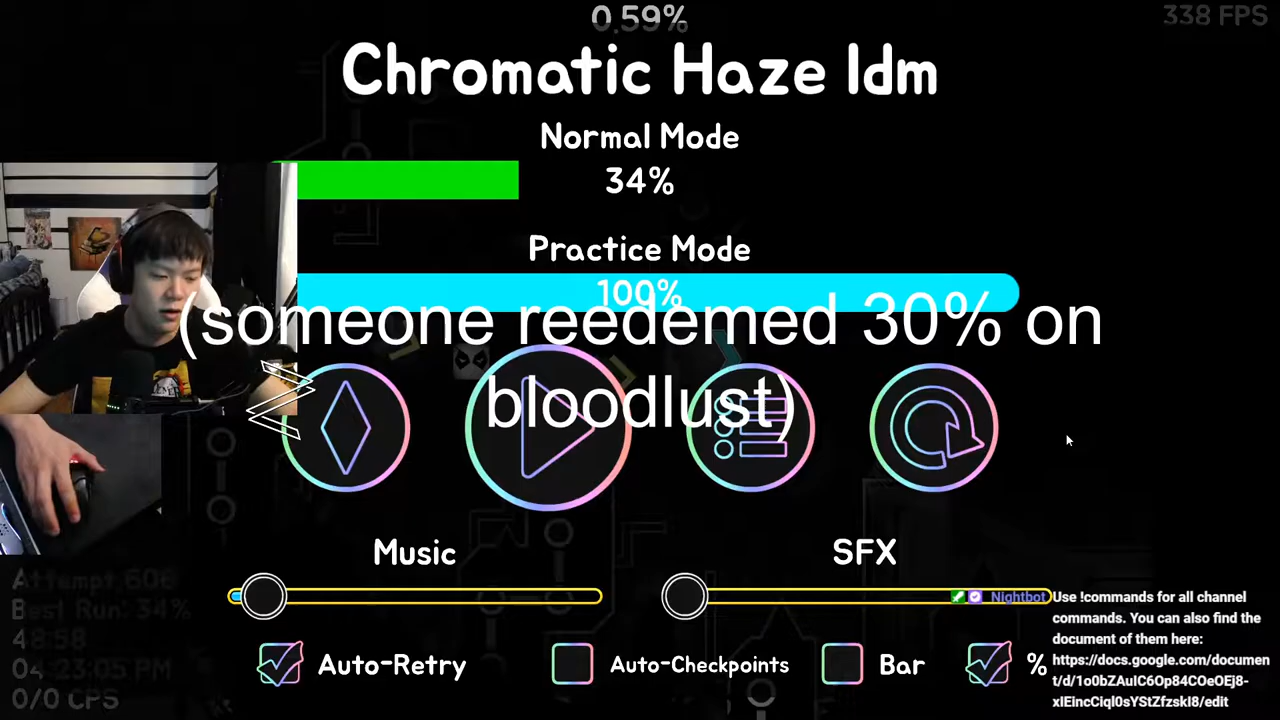 0.59%
338 FPS
Chromatic Haze ldm
Normal Mode
34%
Practice Mode
100%
(someone reedemed 30% on
bloodlust)
Music
SFX
Attempt 606
Best Run: 34%
48:58
04:23:05 PM
0/0 CPS
Auto-Retry
Auto-Checkpoints
Bar
%
Nightbot Use !commands for all channel
commands. You can also find the
document of them here:
https://docs.google.com/documen
t/d/1o0bZAuIC6Op84COeOEj8-
xIEincCiql0sYStZfzskI8/edit